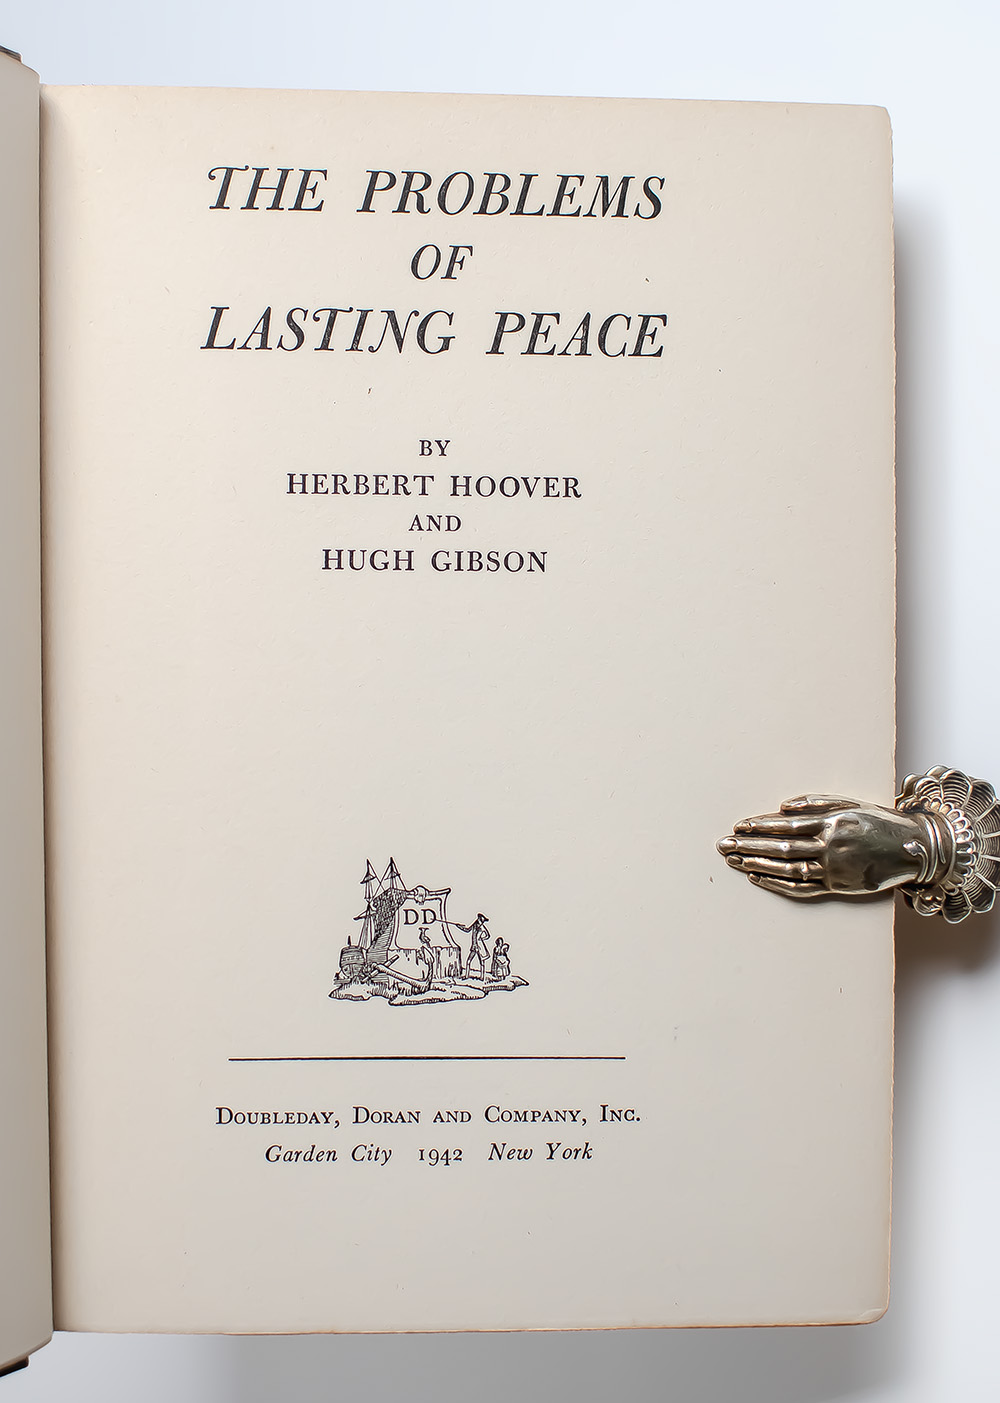 THE PROBLEMS
OF
LASTING PEACE
BY
HERBERT HOOVER
AND
HUGH GIBSON
DD
DOUBLEDAY, DORAN AND COMPANY, INC.
Garden City 1942 New York